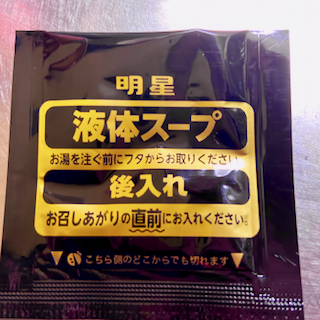 明星
液体スープ
お湯を注ぐ前にフタからお取りください
後入れ
お召しあがりの直前にお入れください。
こちら側のどこからでも切れます